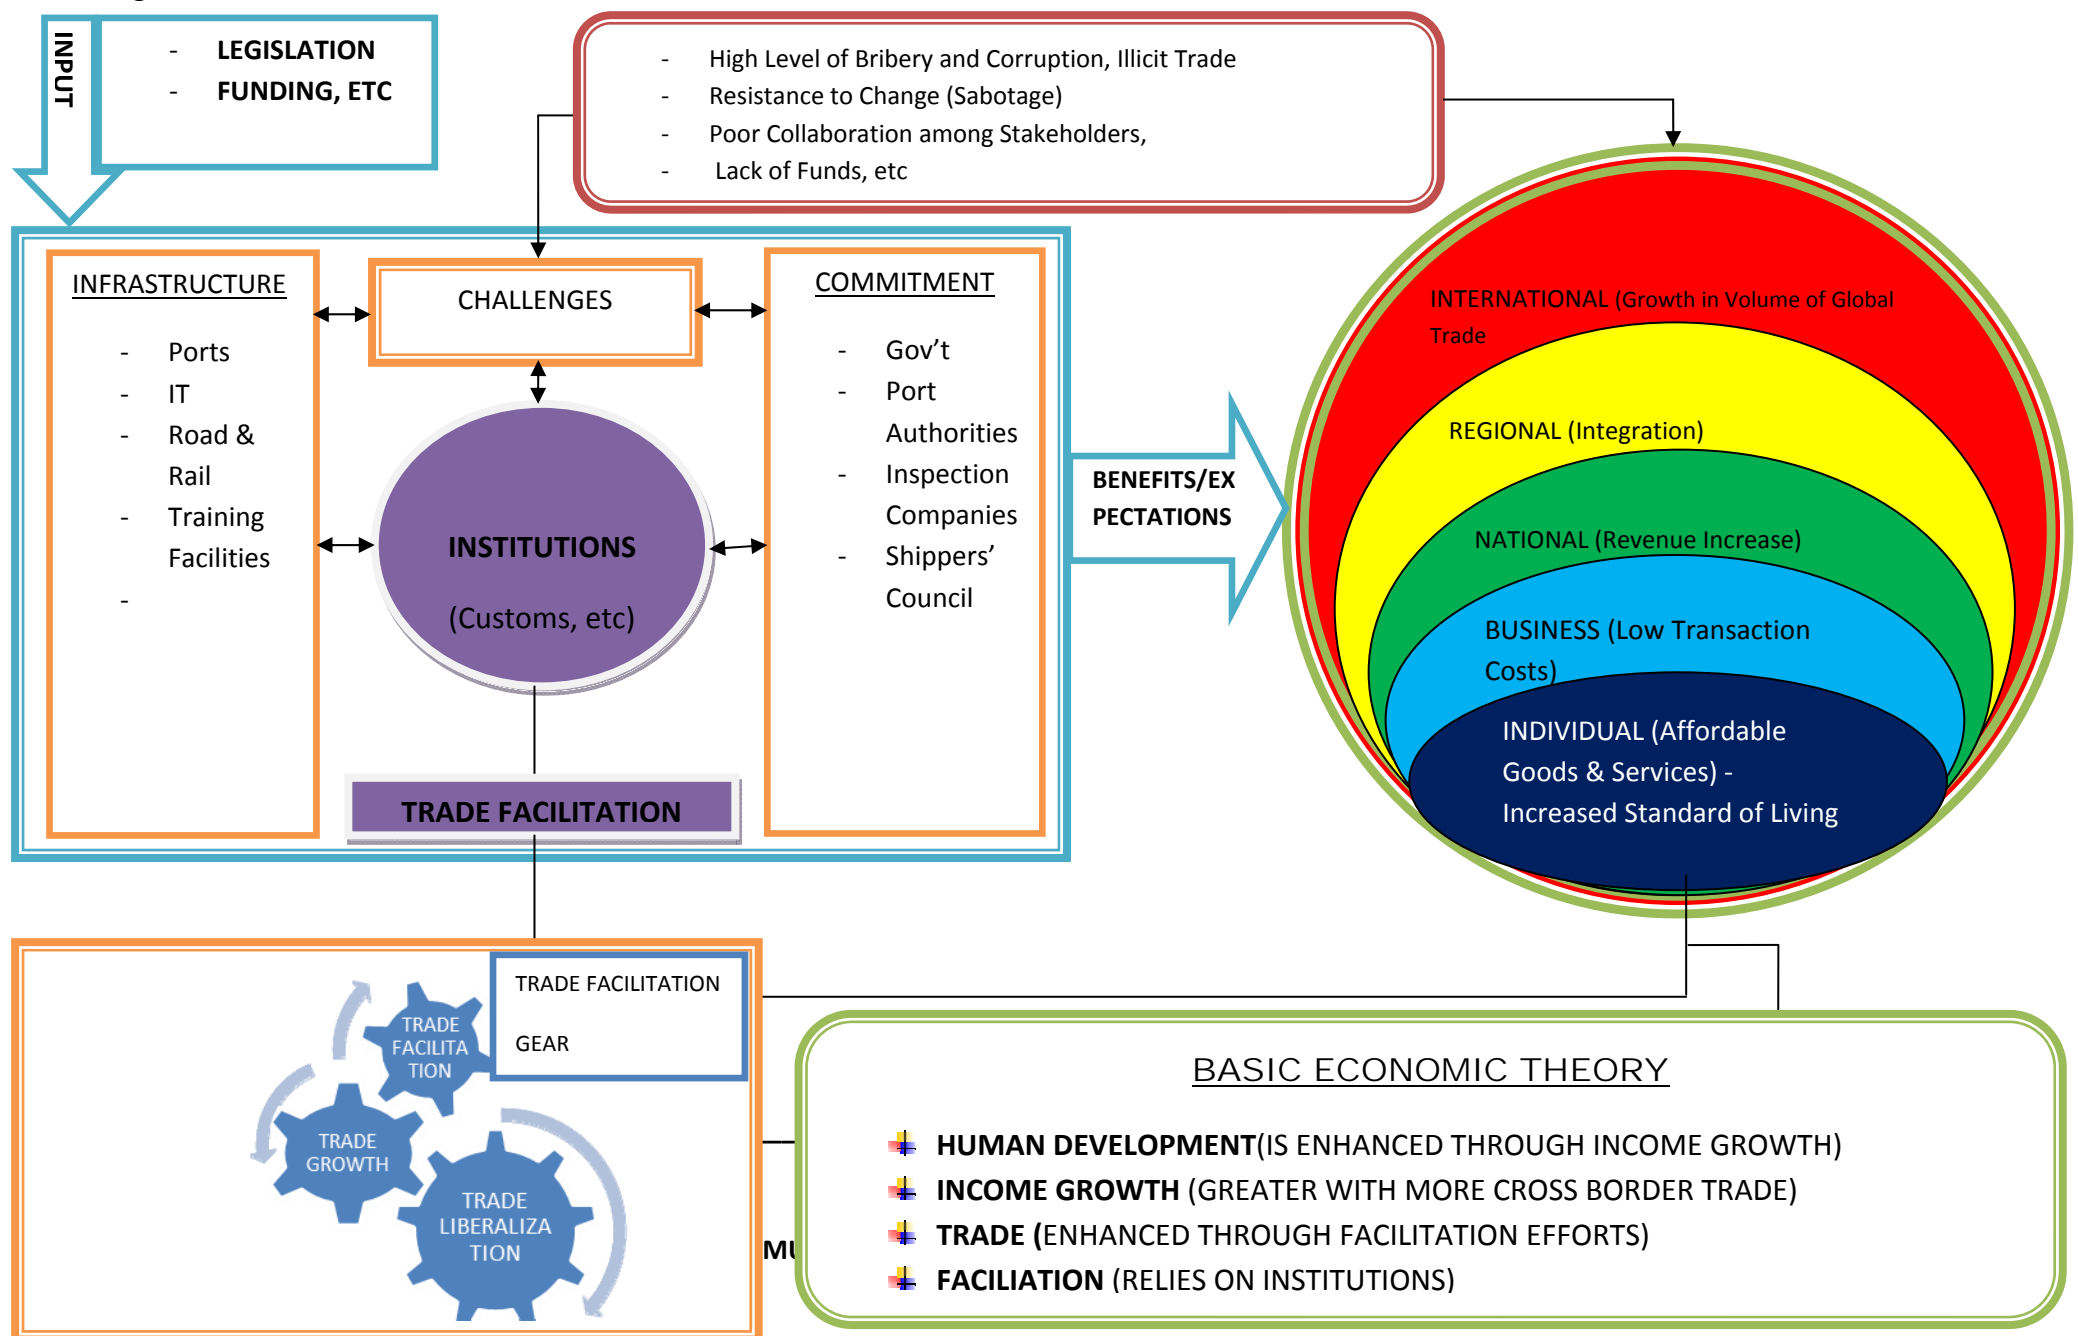 INPUT
- LEGISLATION
- FUNDING, ETC
- High Level of Bribery and Corruption, Illicit Trade
- Resistance to Change (Sabotage)
- Poor Collaboration among Stakeholders,
- Lack of Funds, etc
INFRASTRUCTURE
- Ports
- IT
- Road &
Rail
- Training
Facilities
-
CHALLENGES
COMMITMENT
- Gov’t
- Port
Authorities
- Inspection
Companies
- Shippers’
Council
INSTITUTIONS
(Customs, etc)
TRADE FACILITATION
BENEFITS/EX
PECTATIONS
INTERNATIONAL (Growth in Volume of Global
Trade
REGIONAL (Integration)
NATIONAL (Revenue Increase)
BUSINESS (Low Transaction
Costs)
INDIVIDUAL (Affordable
Goods & Services) -
Increased Standard of Living
TRADE FACILITATION
GEAR
TRADE
FACILITA
TION
TRADE
GROWTH
TRADE
LIBERALIZA
TION
BASIC ECONOMIC THEORY
HUMAN DEVELOPMENT(IS ENHANCED THROUGH INCOME GROWTH)
INCOME GROWTH (GREATER WITH MORE CROSS BORDER TRADE)
TRADE (ENHANCED THROUGH FACILITATION EFFORTS)
FACILIATION (RELIES ON INSTITUTIONS)